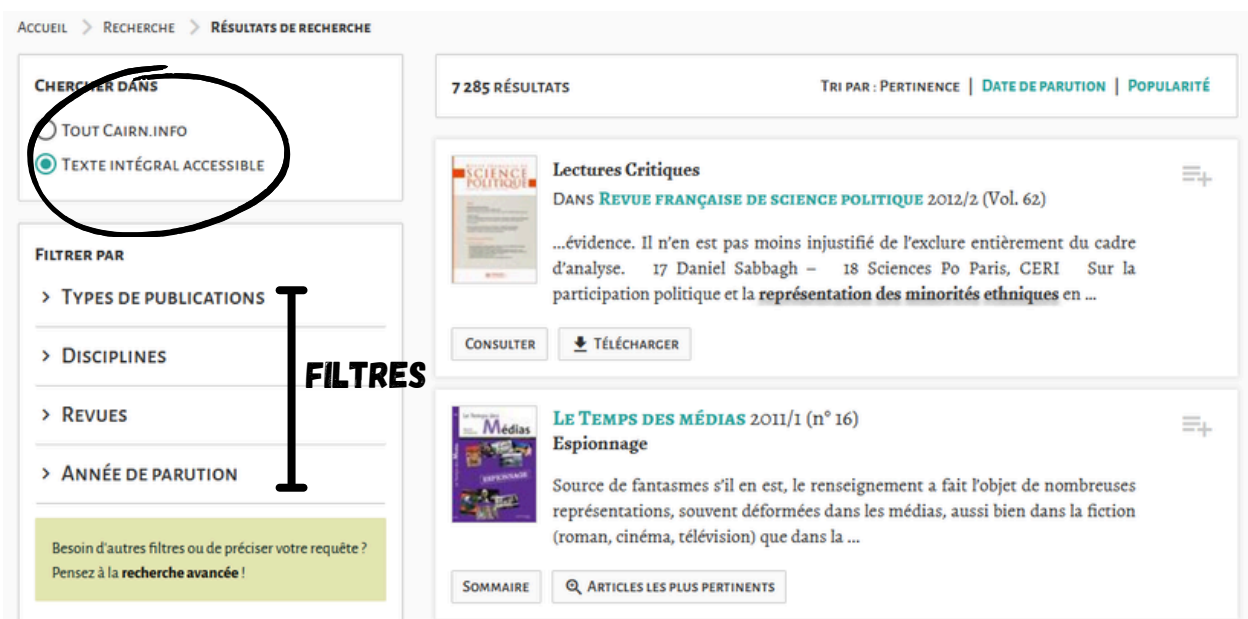 Accueil > Recherche > Résultats de recherche
Chercher dans
Tout Cairn.info
Texte intégral accessible
Filtrer par
> Types de publications
> Disciplines
> Revues
> Année de parution
FILTRES
Besoin d'autres filtres ou de préciser votre requête ?
Pensez à la recherche avancée !
7 285 résultats
Tri par : Pertinence | Date de parution | Popularité
SCIENCE
POLITIQUE
Lectures Critiques
Dans Revue française de science politique 2012/2 (Vol. 62)
...évidence. Il n'en est pas moins injustifié de l'exclure entièrement du cadre
d'analyse. 17 Daniel Sabbagh – 18 Sciences Po Paris, CERI Sur la
participation politique et la représentation des minorités ethniques en ...
Consulter
Télécharger
Le Temps des
Médias
ESPIONNAGE
Le Temps des médias 2011/1 (n° 16)
Espionnage
Source de fantasmes s'il en est, le renseignement a fait l'objet de nombreuses
représentations, souvent déformées dans les médias, aussi bien dans la fiction
(roman, cinéma, télévision) que dans la ...
Sommaire
Articles les plus pertinents